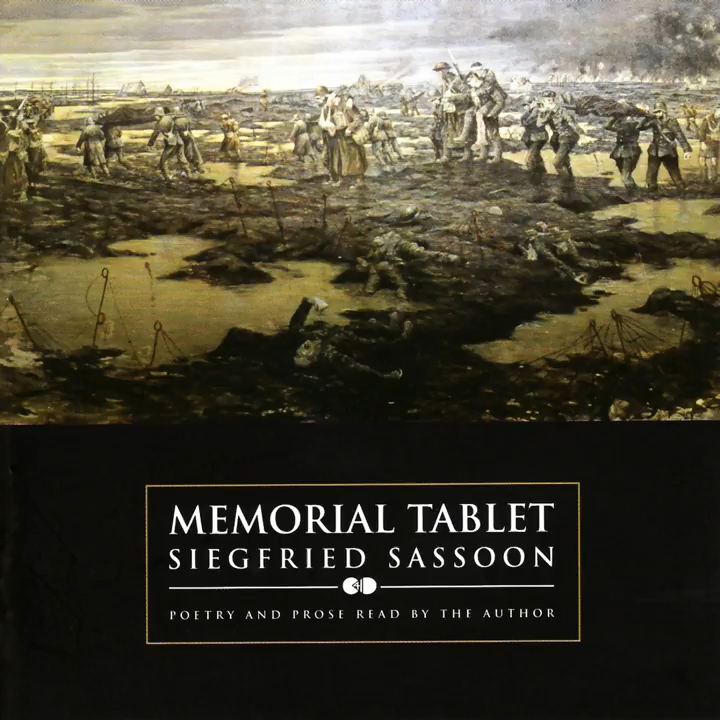 MEMORIAL TABLET
SIEGFRIED SASSOON
POETRY AND PROSE READ BY THE AUTHOR